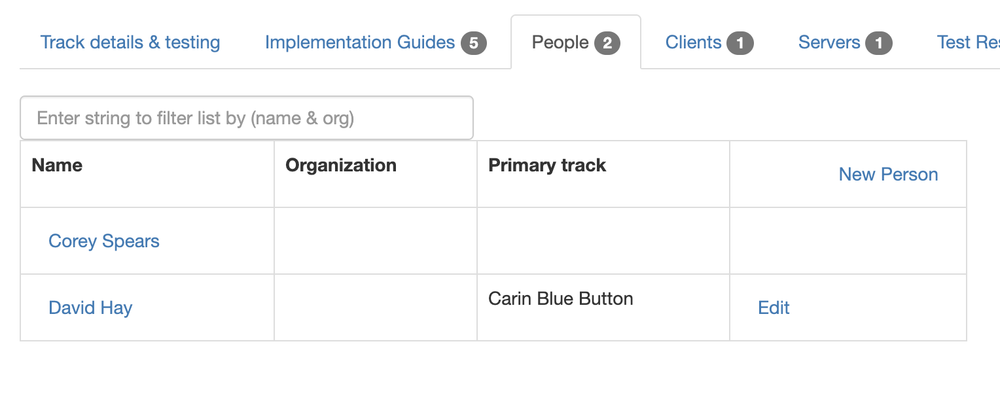 Track details & testing Implementation Guides 5 People 2 Clients 1 Servers 1 Test
Enter string to filter list by (name & org)
Name Organization Primary track New Person
Corey Spears
David Hay Carin Blue Button Edit